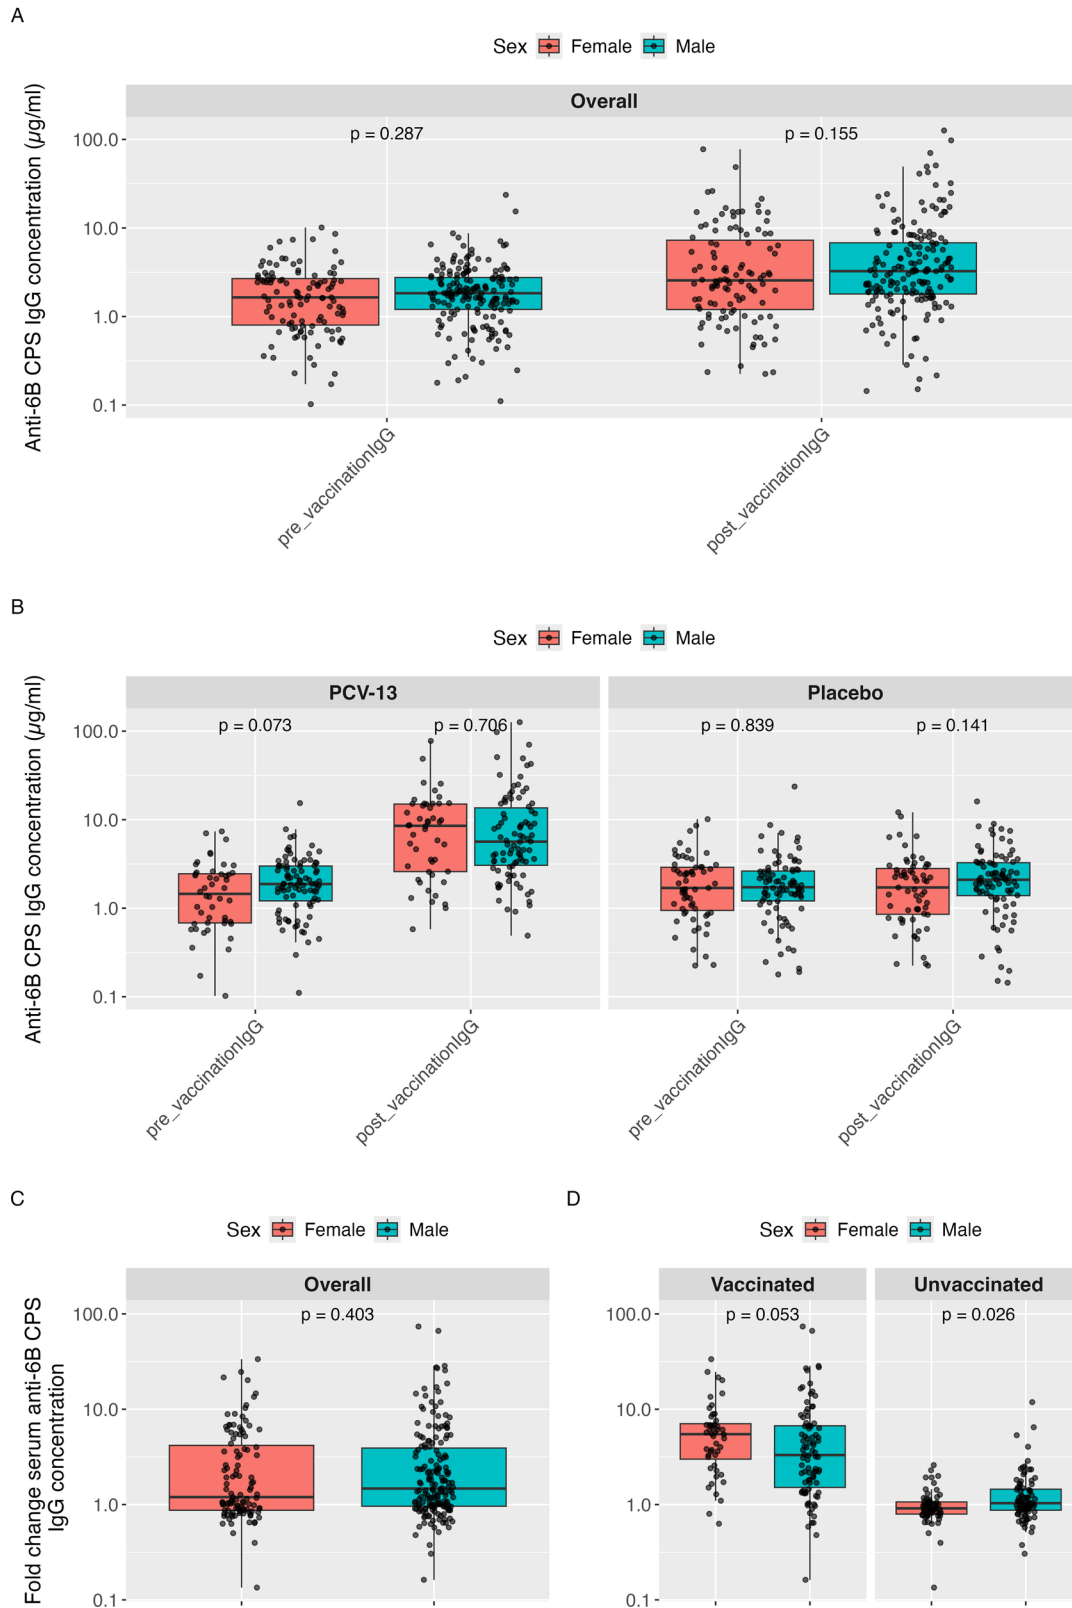 A
Sex Female Male
Overall
Anti-6B CPS IgG concentration (µg/ml)
p = 0.287
p = 0.155
100.0
10.0
1.0
0.1
pre_vaccinationIgG
post_vaccinationIgG
B
Sex Female Male
PCV-13
Placebo
Anti-6B CPS IgG concentration (µg/ml)
p = 0.073
p = 0.706
p = 0.839
p = 0.141
100.0
10.0
1.0
0.1
pre_vaccinationIgG
post_vaccinationIgG
pre_vaccinationIgG
post_vaccinationIgG
C
Sex Female Male
Overall
Fold change serum anti-6B CPS
IgG concentration
p = 0.403
100.0
10.0
1.0
0.1
D
Sex Female Male
Vaccinated
Unvaccinated
p = 0.053
p = 0.026
100.0
10.0
1.0
0.1